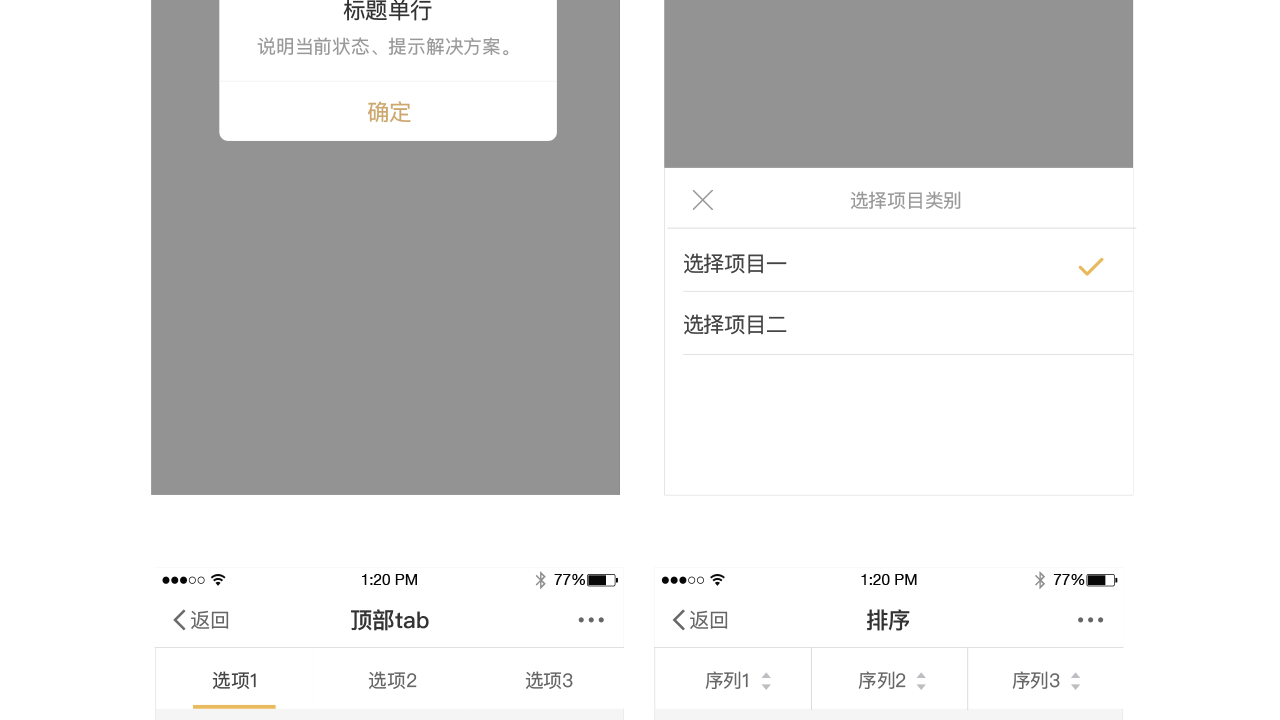 标题单行
说明当前状态、提示解决方案。
确定
选择项目类别
选择项目一
选择项目二
1:20 PM 77%
返回 顶部tab
选项1 选项2 选项3
1:20 PM 77%
返回 排序
序列1 序列2 序列3